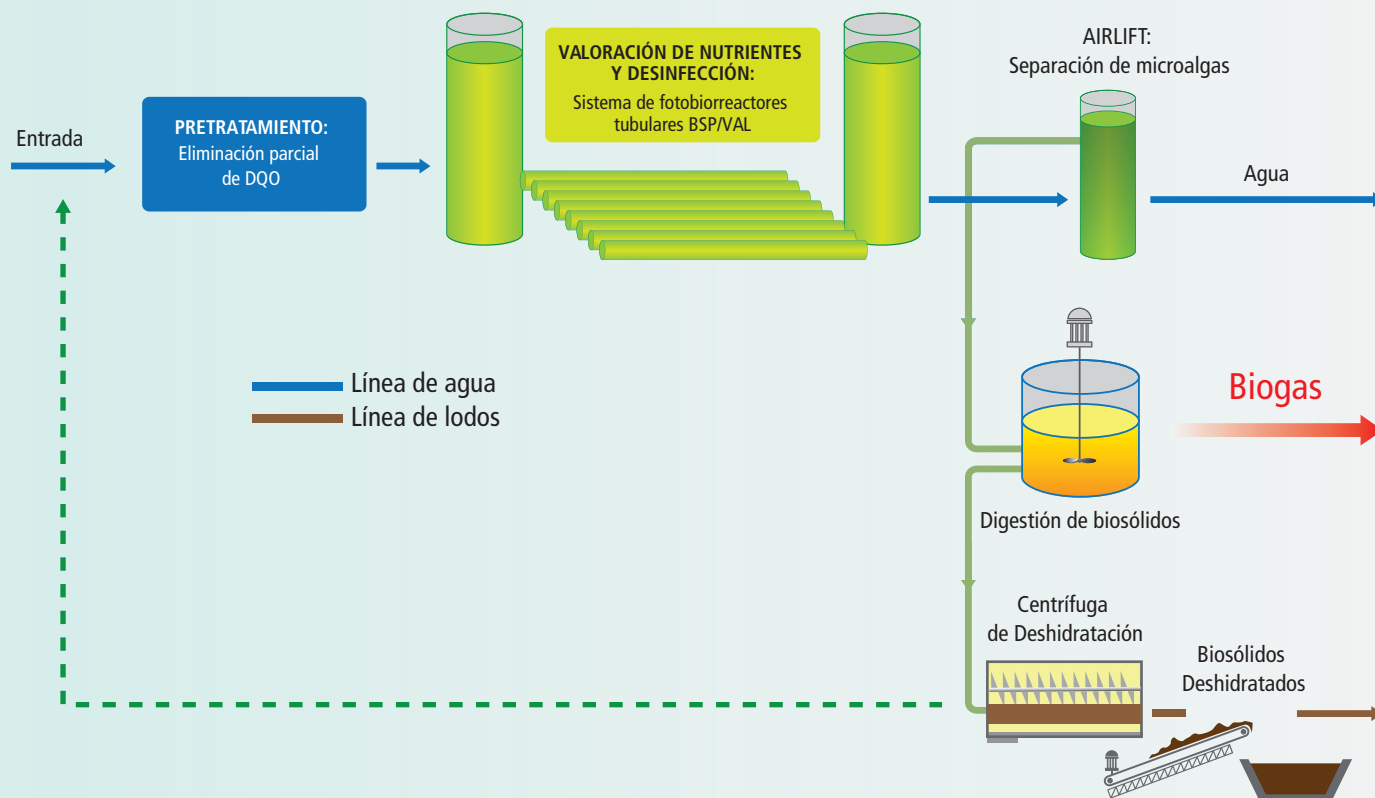 Entrada
PRETRATAMIENTO:
Eliminación parcial
de DQO
VALORACIÓN DE NUTRIENTES
Y DESINFECCIÓN:
Sistema de fotobiorreactores
tubulares BSP/VAL
AIRLIFT:
Separación de microalgas
Agua
Línea de agua
Línea de lodos
Biogas
Digestión de biosólidos
Centrífuga
de Deshidratación
Biosólidos
Deshidratados